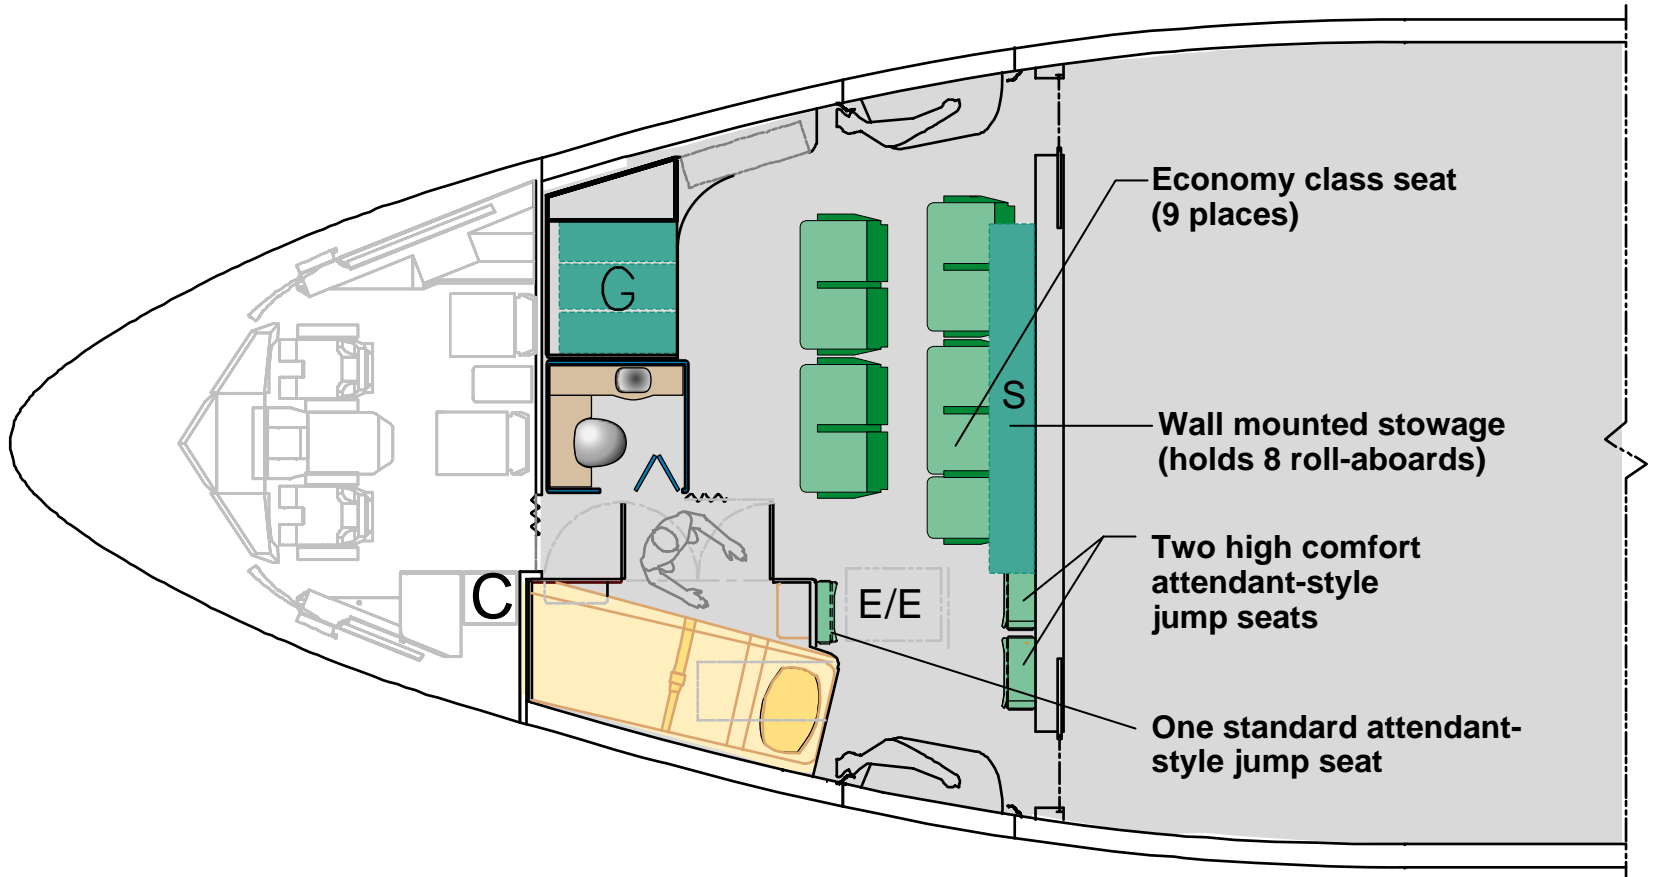 Economy class seat
(9 places)
G
S
Wall mounted stowage
(holds 8 roll-aboards)
Two high comfort
attendant-style
jump seats
C
E/E
One standard attendant-
style jump seat